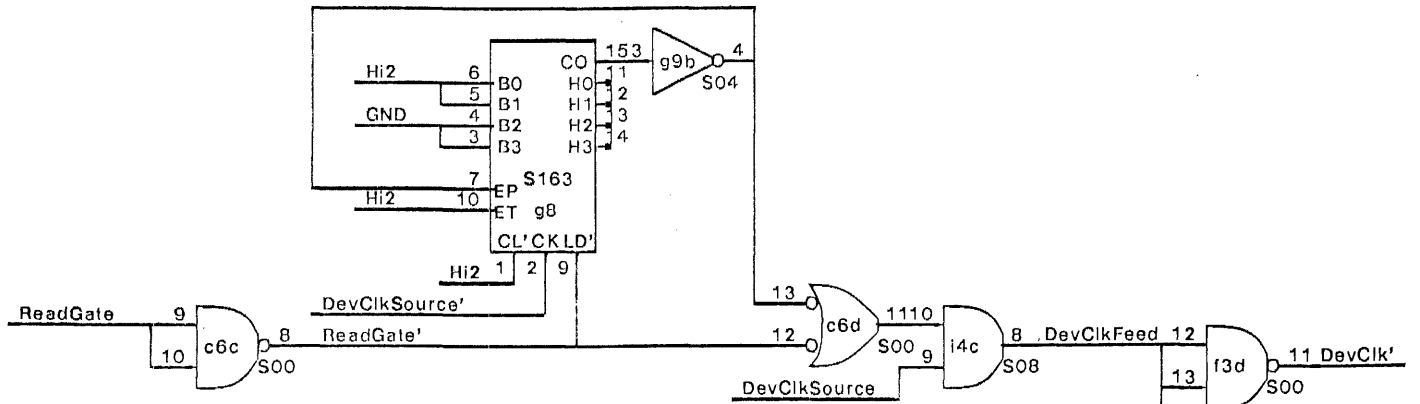 CO 153 g9b 4
S04
Hi2 6 B0 H0 1
5 B1 H1 2
GND 4 B2 H2 3
3 B3 H3 4
S163
7 EP
Hi2 10 ET g8
CL' CK LD'
Hi2 1 2 9
DevClkSource'
13
ReadGate 9
c6d 1110
c6c 8 ReadGate' 12 i4c 8 .DevClkFeed 12
10 S00 S00 9 S08 f3d 11 DevClk'
DevClkSource 13 S00